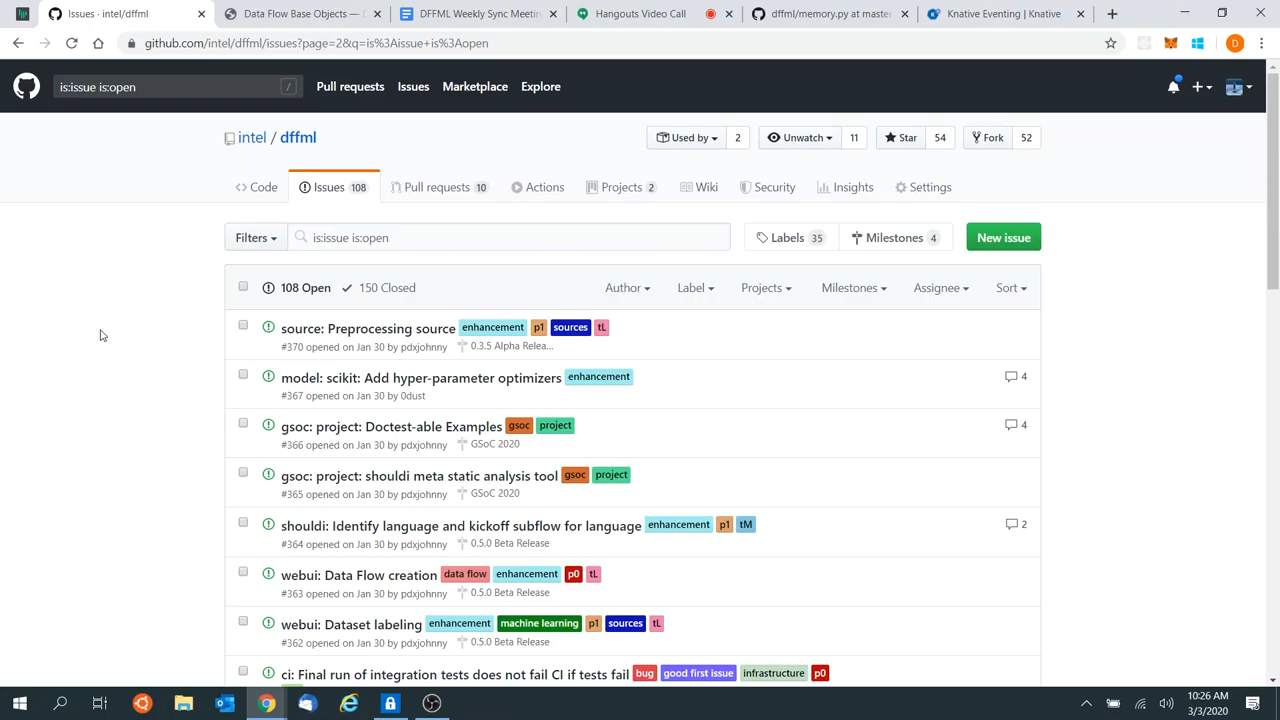 Issues · intel/dffml
Data Flow Base Objects —
DFFML Weekly Sync Meetin
Hangouts Video Call
dffml/memory.py at master
Knative Eventing | Knative
github.com/intel/dffml/issues?page=2&q=is%3Aissue+is%3Aopen
D
is:issue is:open
/
Pull requests
Issues
Marketplace
Explore
intel / dffml
Used by 2
Unwatch 11
Star 54
Fork 52
Code
Issues 108
Pull requests 10
Actions
Projects 2
Wiki
Security
Insights
Settings
Filters
is:issue is:open
Labels 35
Milestones 4
New issue
108 Open
150 Closed
Author
Label
Projects
Milestones
Assignee
Sort
source: Preprocessing source enhancement p1 sources tL
#370 opened on Jan 30 by pdxjohnny 0.3.5 Alpha Relea...
model: scikit: Add hyper-parameter optimizers enhancement 4
#367 opened on Jan 30 by 0dust
gsoc: project: Doctest-able Examples gsoc project 4
#366 opened on Jan 30 by pdxjohnny GSoC 2020
gsoc: project: shouldi meta static analysis tool gsoc project
#365 opened on Jan 30 by pdxjohnny GSoC 2020
shouldi: Identify language and kickoff subflow for language enhancement p1 tM 2
#364 opened on Jan 30 by pdxjohnny 0.5.0 Beta Release
webui: Data Flow creation data flow enhancement p0 tL
#363 opened on Jan 30 by pdxjohnny 0.5.0 Beta Release
webui: Dataset labeling enhancement machine learning p1 sources tL
#362 opened on Jan 30 by pdxjohnny 0.5.0 Beta Release
ci: Final run of integration tests does not fail CI if tests fail bug good first issue infrastructure p0
10:26 AM
3/3/2020